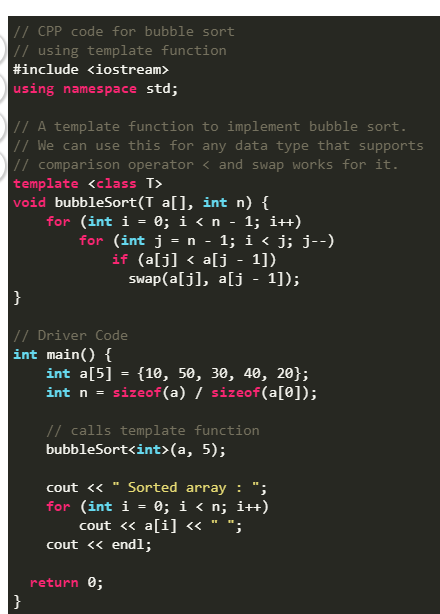 // CPP code for bubble sort
// using template function
#include <iostream>
using namespace std;

// A template function to implement bubble sort.
// We can use this for any data type that supports
// comparison operator < and swap works for it.
template <class T>
void bubbleSort(T a[], int n) {
    for (int i = 0; i < n - 1; i++)
        for (int j = n - 1; i < j; j--)
            if (a[j] < a[j - 1])
              swap(a[j], a[j - 1]);
}

// Driver Code
int main() {
    int a[5] = {10, 50, 30, 40, 20};
    int n = sizeof(a) / sizeof(a[0]);

    // calls template function
    bubbleSort<int>(a, 5);

    cout << " Sorted array : ";
    for (int i = 0; i < n; i++)
        cout << a[i] << " ";
    cout << endl;

  return 0;
}